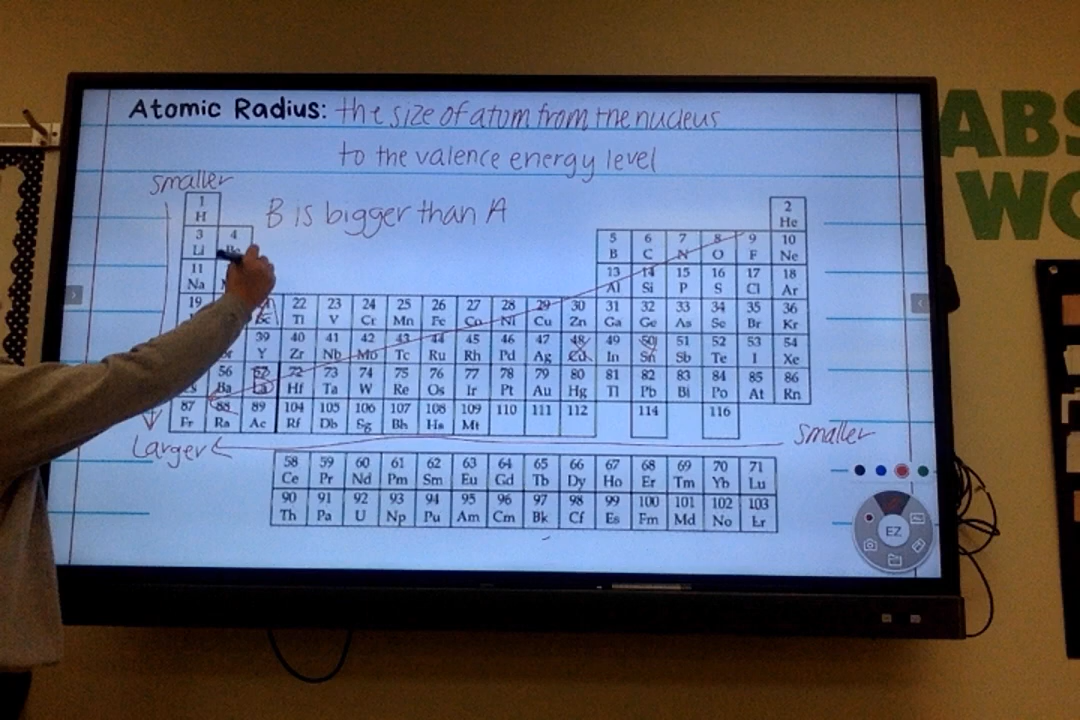 Atomic Radius: the size of atom from the nucleus
to the valence energy level
smaller
B is bigger than A
1 2
H He
3 4 5 6 7 8 9 10
Li Be B C N O F Ne
11 13 14 15 16 17 18
Na Al Si P S Cl Ar
19 22 23 24 25 26 27 28 29 30 31 32 33 34 35 36
Sc Ti V Cr Mn Fe Co Ni Cu Zn Ga Ge As Se Br Kr
39 40 41 42 43 44 45 46 47 48 49 50 51 52 53 54
Y Zr Nb Mo Tc Ru Rh Pd Ag Cd In Sn Sb Te I Xe
56 57 72 73 74 75 76 77 78 79 80 81 82 83 84 85 86
Ba La Hf Ta W Re Os Ir Pt Au Hg Tl Pb Bi Po At Rn
87 88 89 104 105 106 107 108 109 110 111 112 114 116
Fr Ra Ac Rf Db Sg Bh Hs Mt
Larger smaller
58 59 60 61 62 63 64 65 66 67 68 69 70 71
Ce Pr Nd Pm Sm Eu Gd Tb Dy Ho Er Tm Yb Lu
90 91 92 93 94 95 96 97 98 99 100 101 102 103
Th Pa U Np Pu Am Cm Bk Cf Es Fm Md No Lr
EZ
ABS
WO